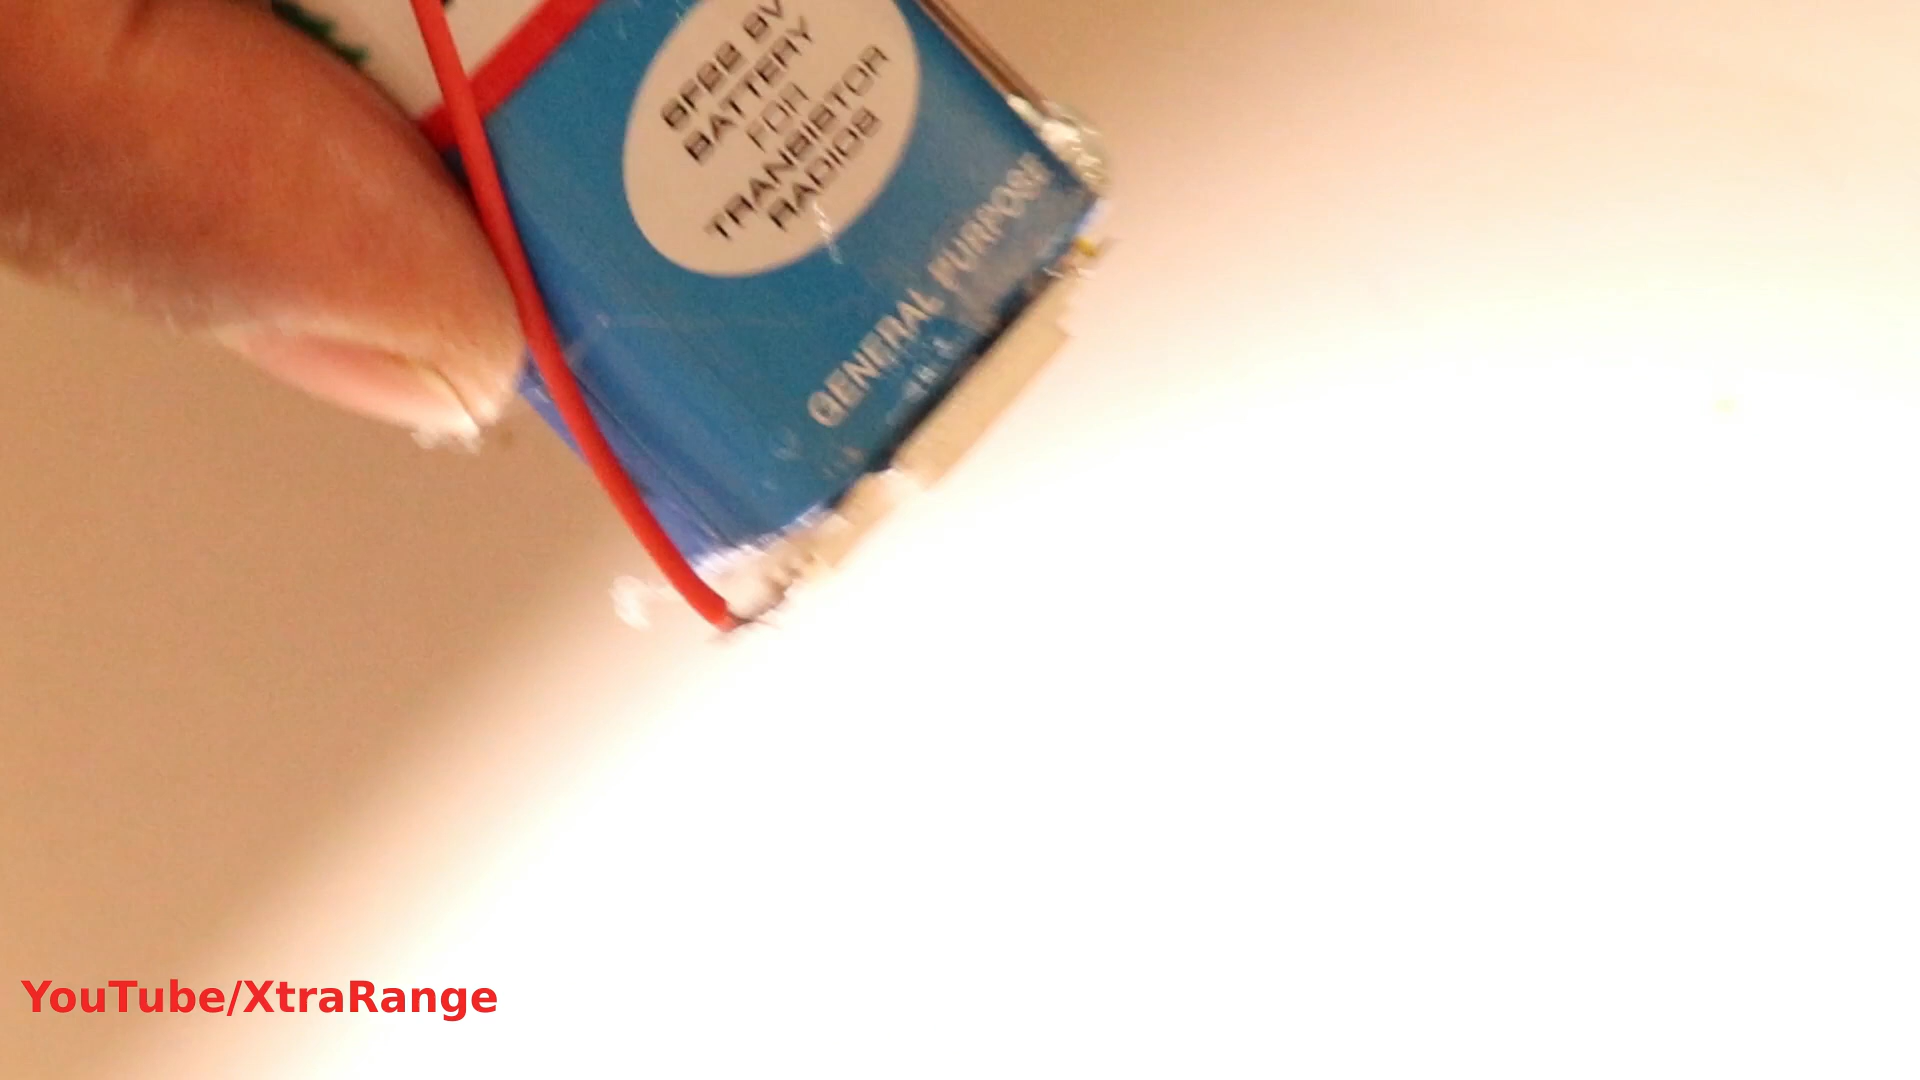 6F22 9V
BATTERY
FOR
TRANSISTOR
RADIOS
GENERAL PURPOSE
YouTube/XtraRange